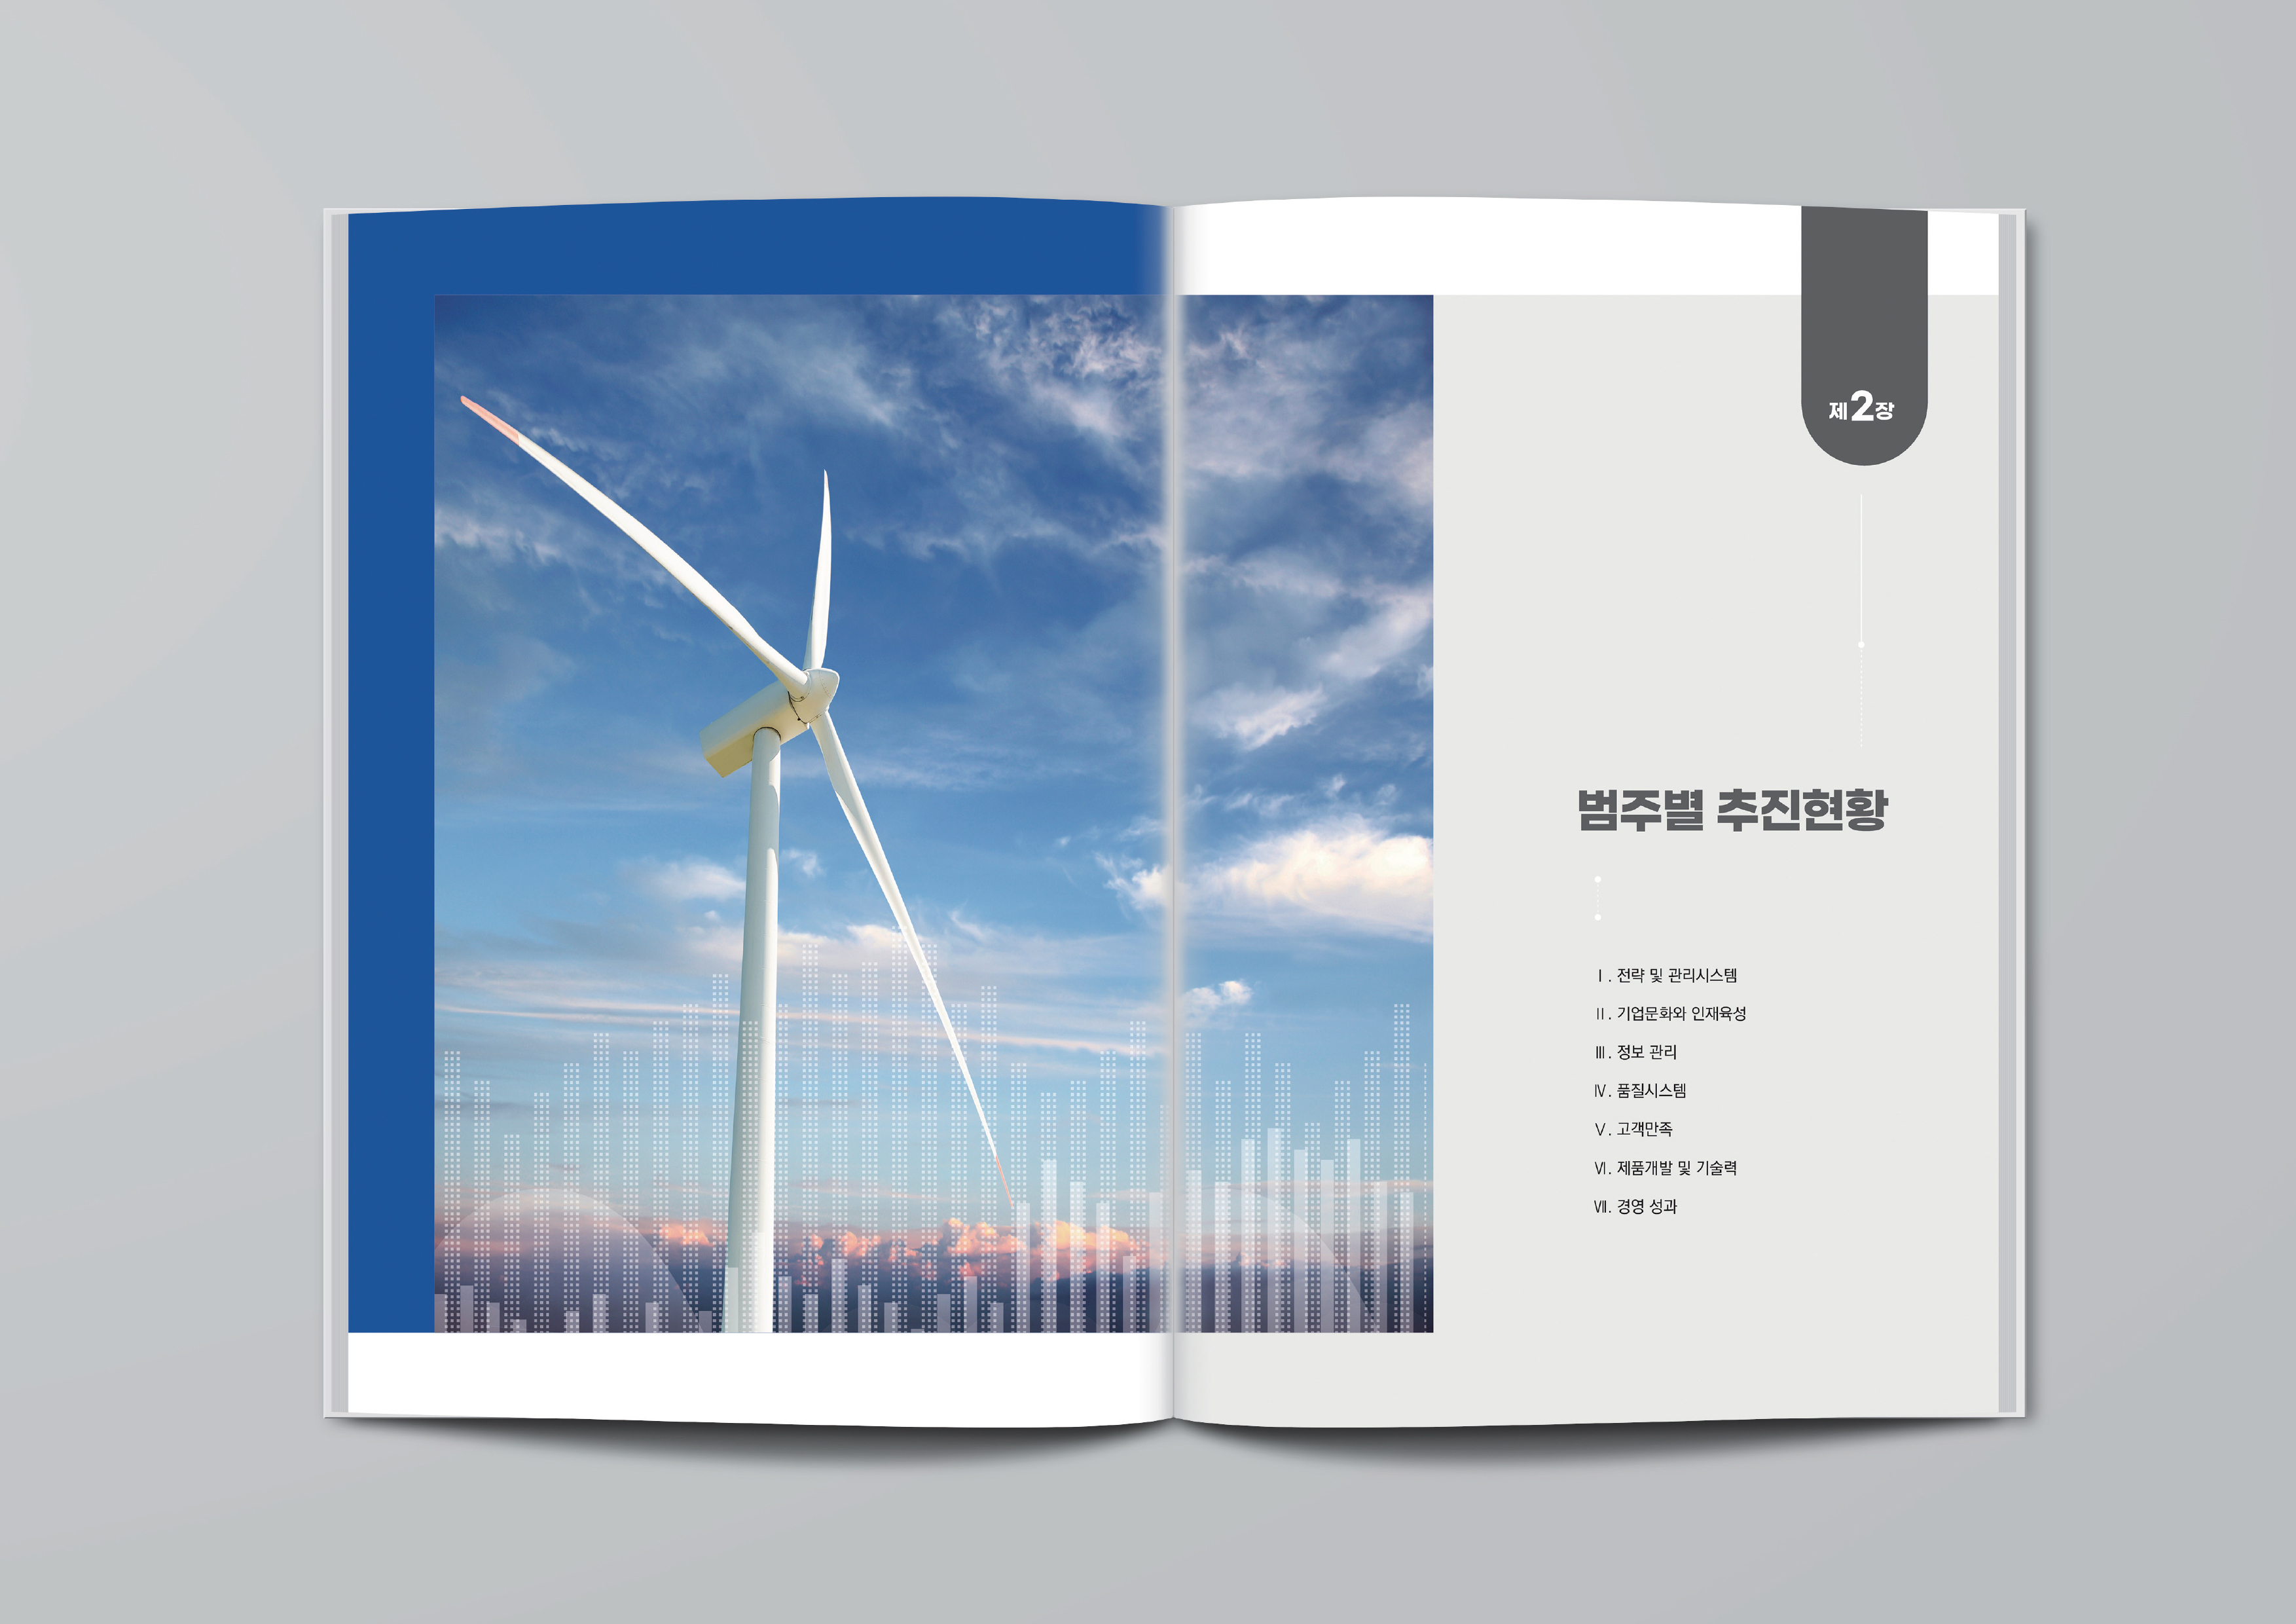 제2장
범주별 추진현황
Ⅰ. 전략 및 관리시스템
Ⅱ. 기업문화와 인재육성
Ⅲ. 정보 관리
Ⅳ. 품질시스템
Ⅴ. 고객만족
Ⅵ. 제품개발 및 기술력
Ⅶ. 경영 성과